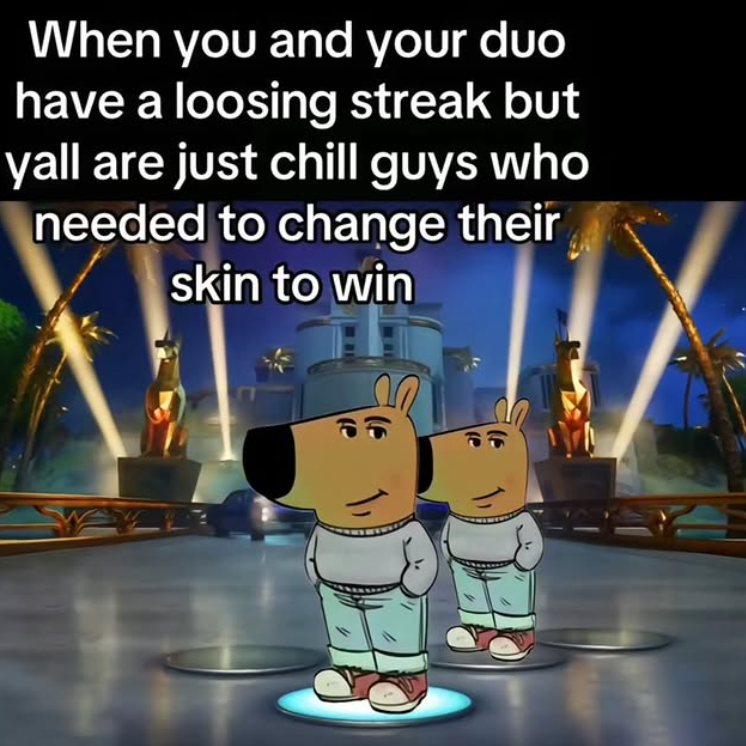 When you and your duo
have a loosing streak but
yall are just chill guys who
needed to change their
skin to win